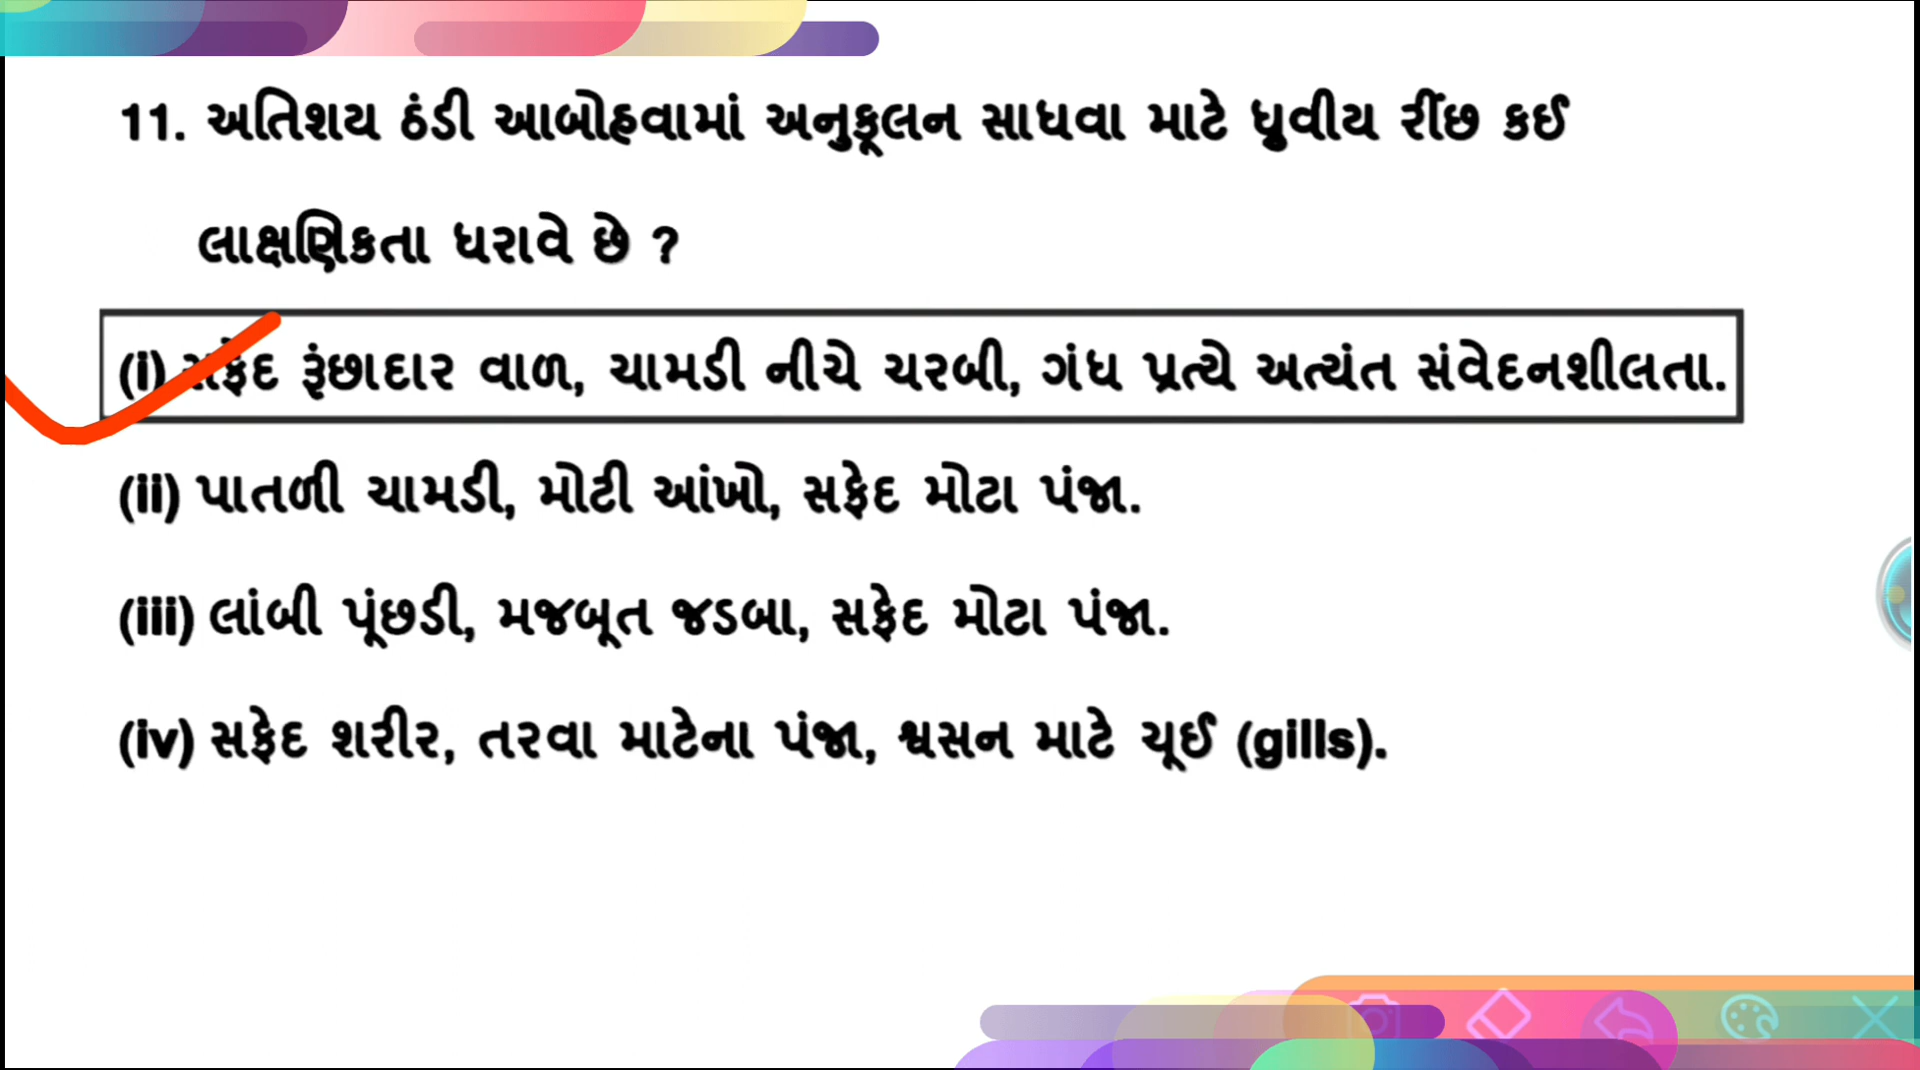 11. અતિશય ઠંડી આબોહવામાં અનુકૂલન સાધવા માટે ધ્રુવીય રીંછ કઈ
લાક્ષણિકતા ધરાવે છે ?
(i) સફેદ રૂંછાદાર વાળ, ચામડી નીચે ચરબી, ગંધ પ્રત્યે અત્યંત સંવેદનશીલતા.
(ii) પાતળી ચામડી, મોટી આંખો, સફેદ મોટા પંજા.
(iii) લાંબી પૂંછડી, મજબૂત જડબા, સફેદ મોટા પંજા.
(iv) સફેદ શરીર, તરવા માટેના પંજા, શ્વસન માટે ચૂઈ (gills).